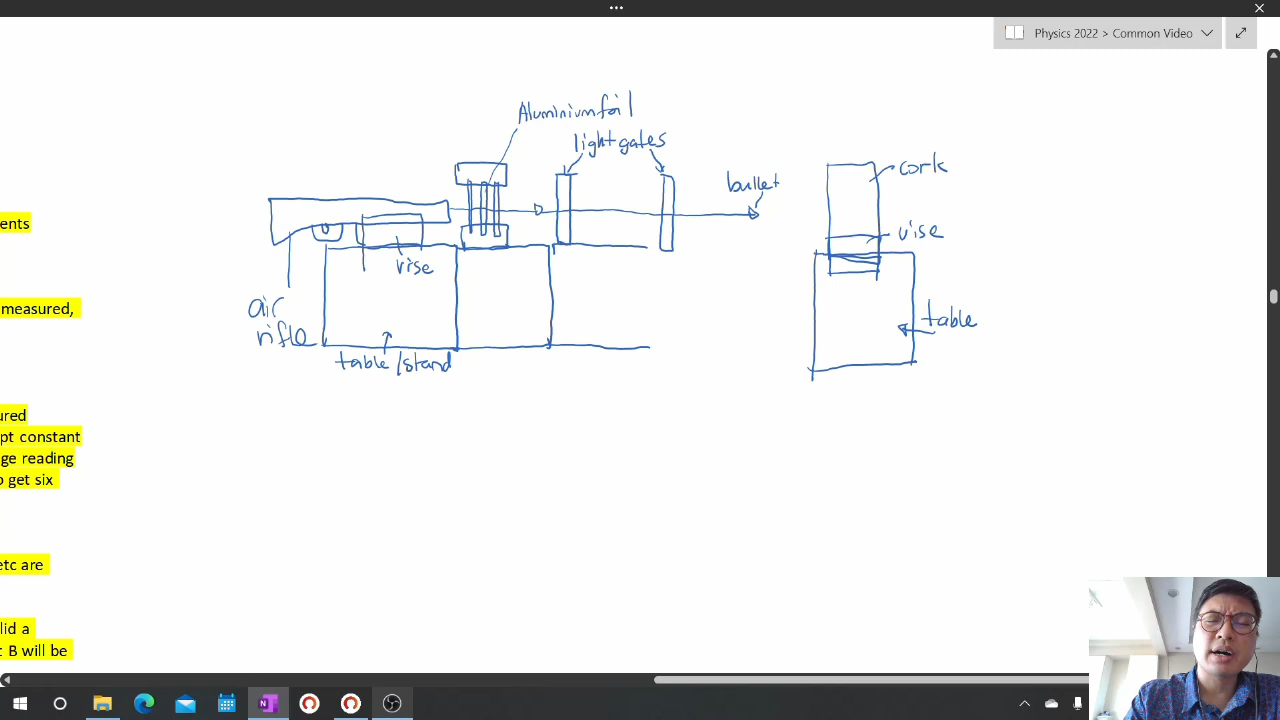 Physics 2022 > Common Video
ents
measured,
ured
pt constant
ge reading
o get six
etc are
lid a
: B will be
Aluminium foil
light gates
bullet
vise
air
rifle
table/stand
cork
vise
table